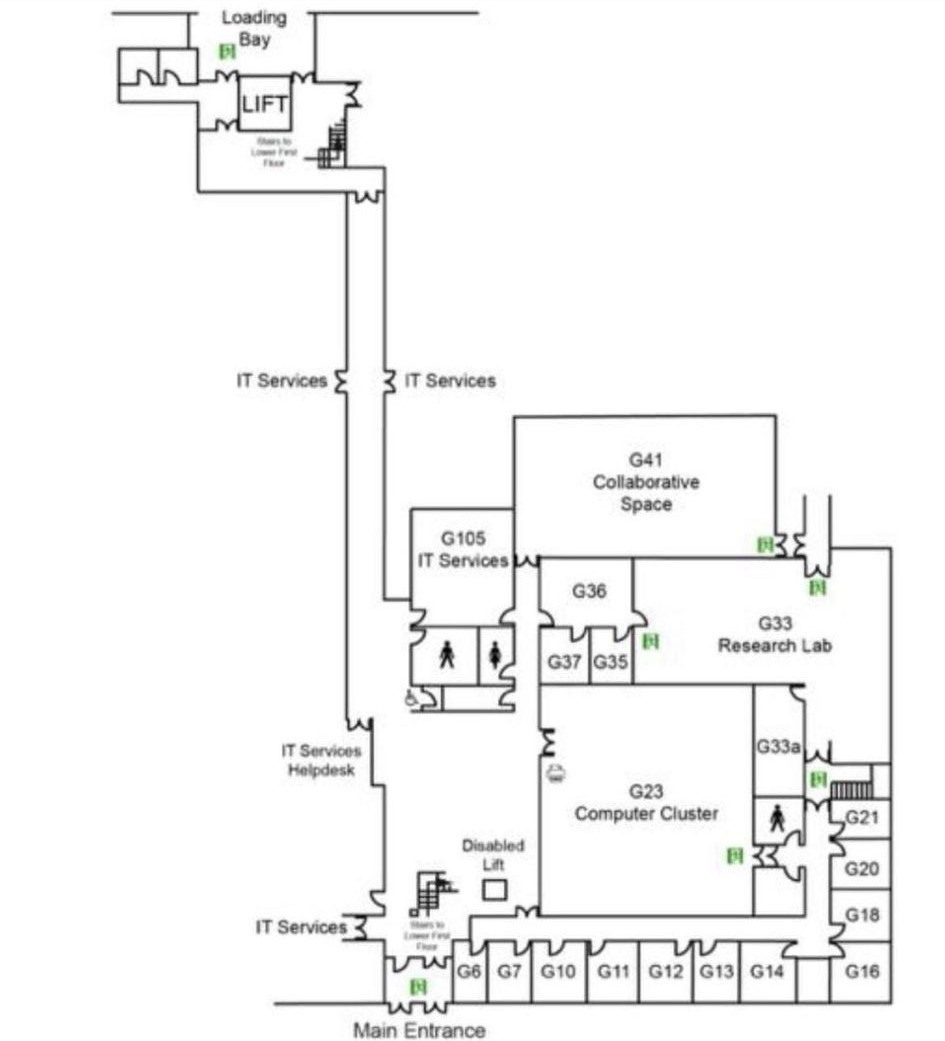 Loading
Bay
LIFT
Stairs to
Lower First
Floor
IT Services
IT Services
G41
Collaborative
Space
G105
IT Services
G36
G33
Research Lab
G37
G35
IT Services
Helpdesk
G33a
G23
Computer Cluster
G21
Disabled
Lift
G20
G18
IT Services
Stairs to
Lower First
Floor
G6
G7
G10
G11
G12
G13
G14
G16
Main Entrance